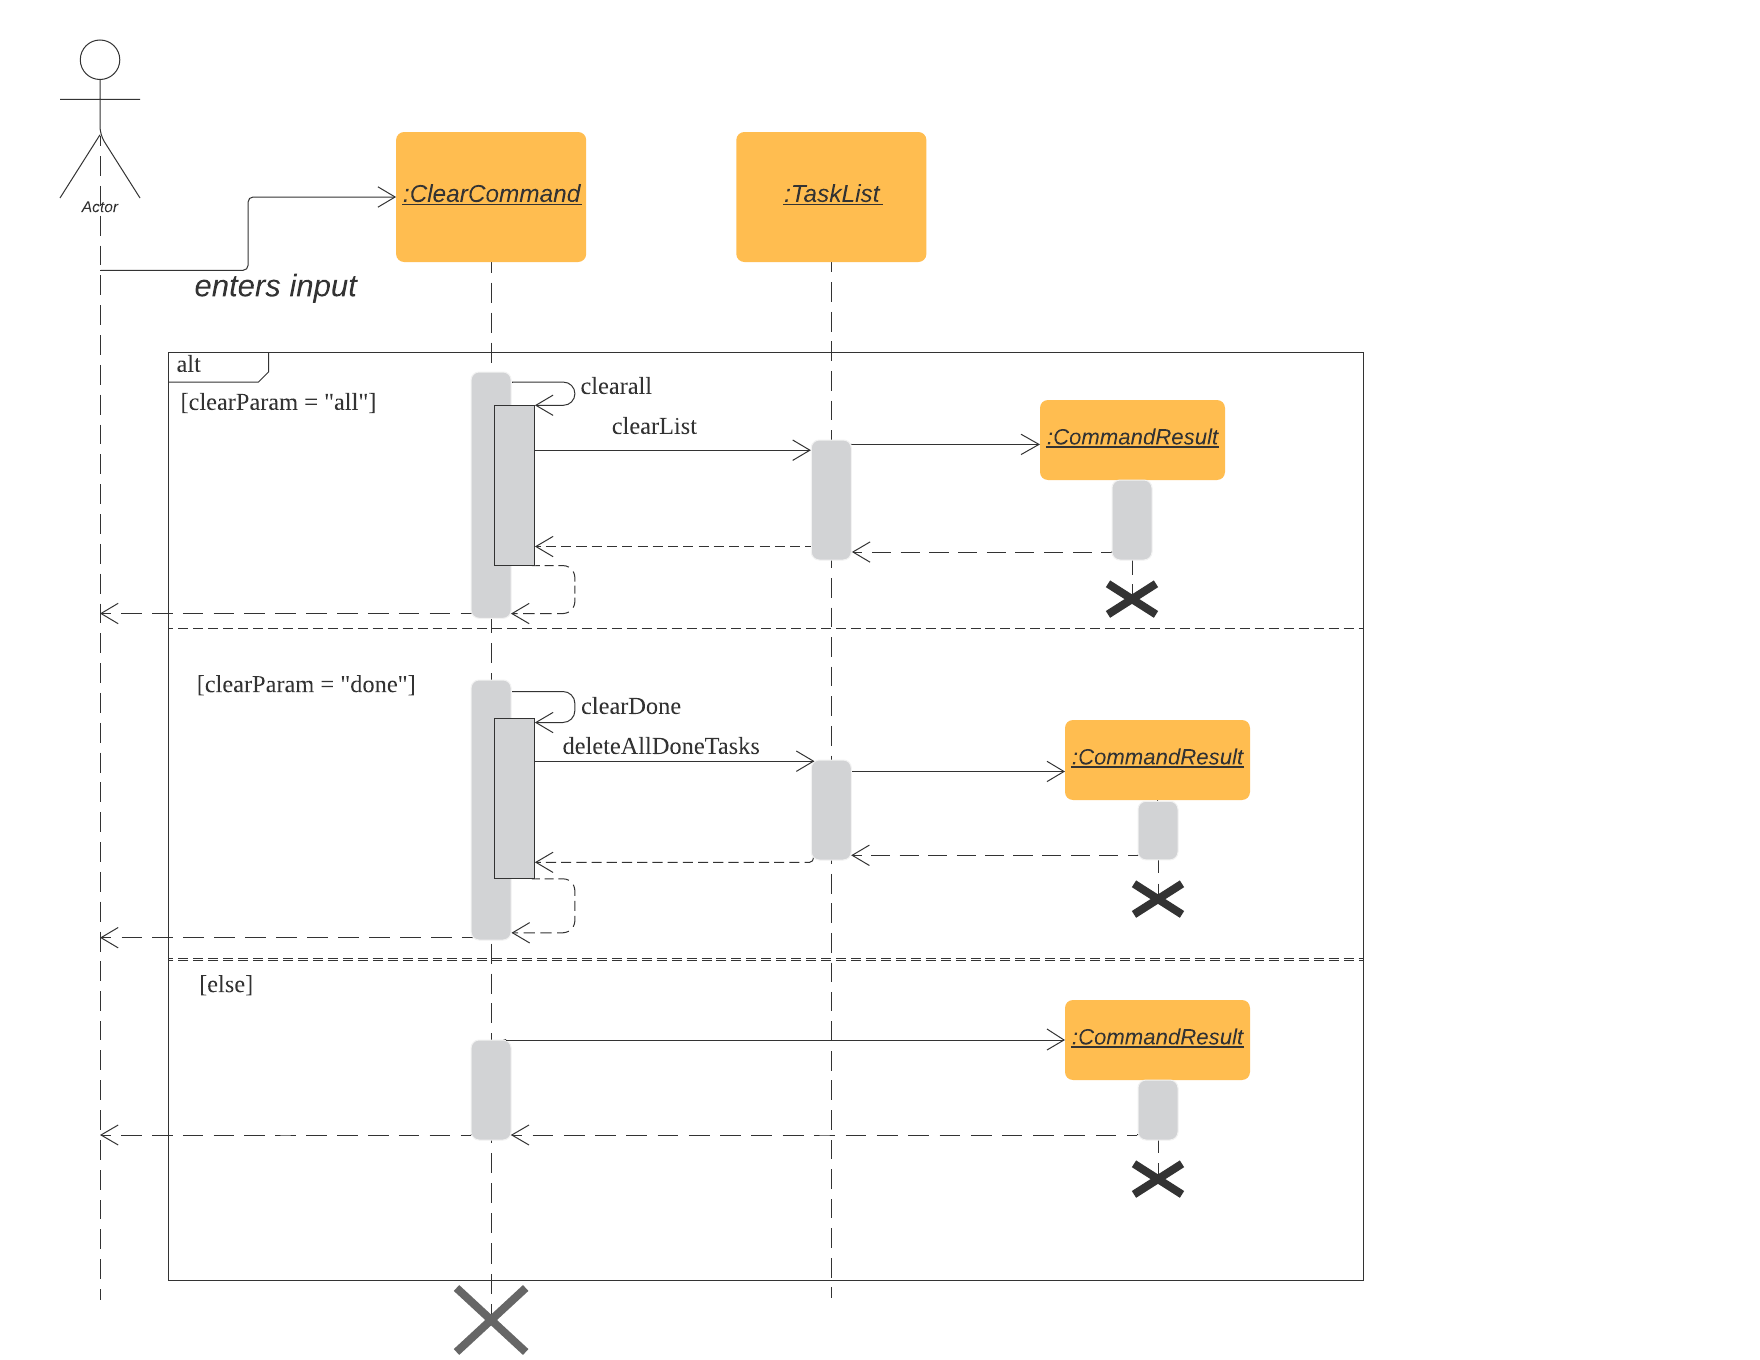 Actor
:ClearCommand
:TaskList
enters input
alt
[clearParam = "all"]
clearall
clearList
:CommandResult
[clearParam = "done"]
clearDone
deleteAllDoneTasks
:CommandResult
[else]
:CommandResult